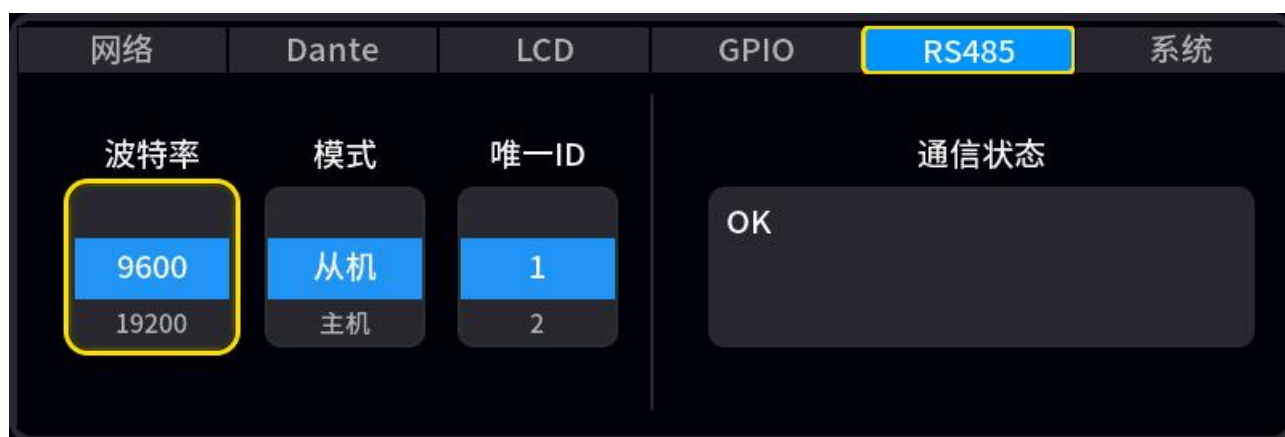 网络 Dante LCD GPIO RS485 系统
波特率 模式 唯一ID 通信状态
OK
9600 从机 1
19200 主机 2